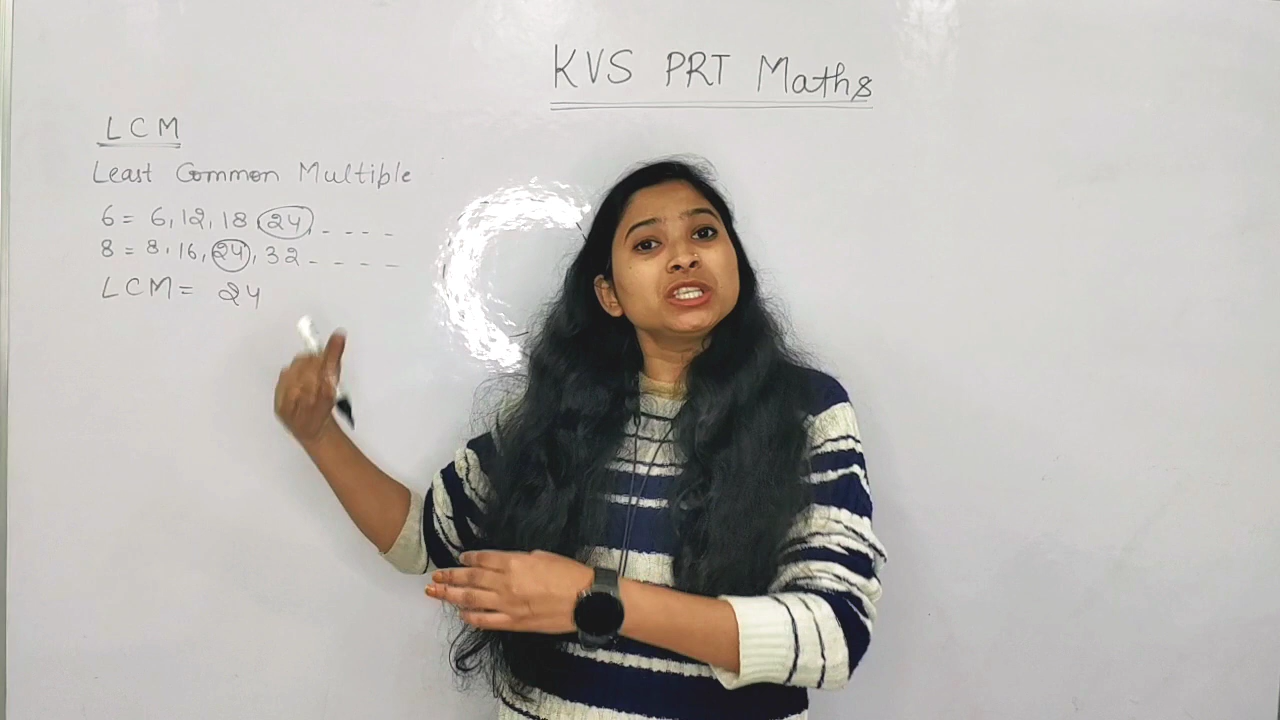 KVS PRT Maths
LCM
Least Common Multiple
6 = 6, 12, 18, 24, - - - -
8 = 8, 16, 24, 32 - - - -
LCM = 24